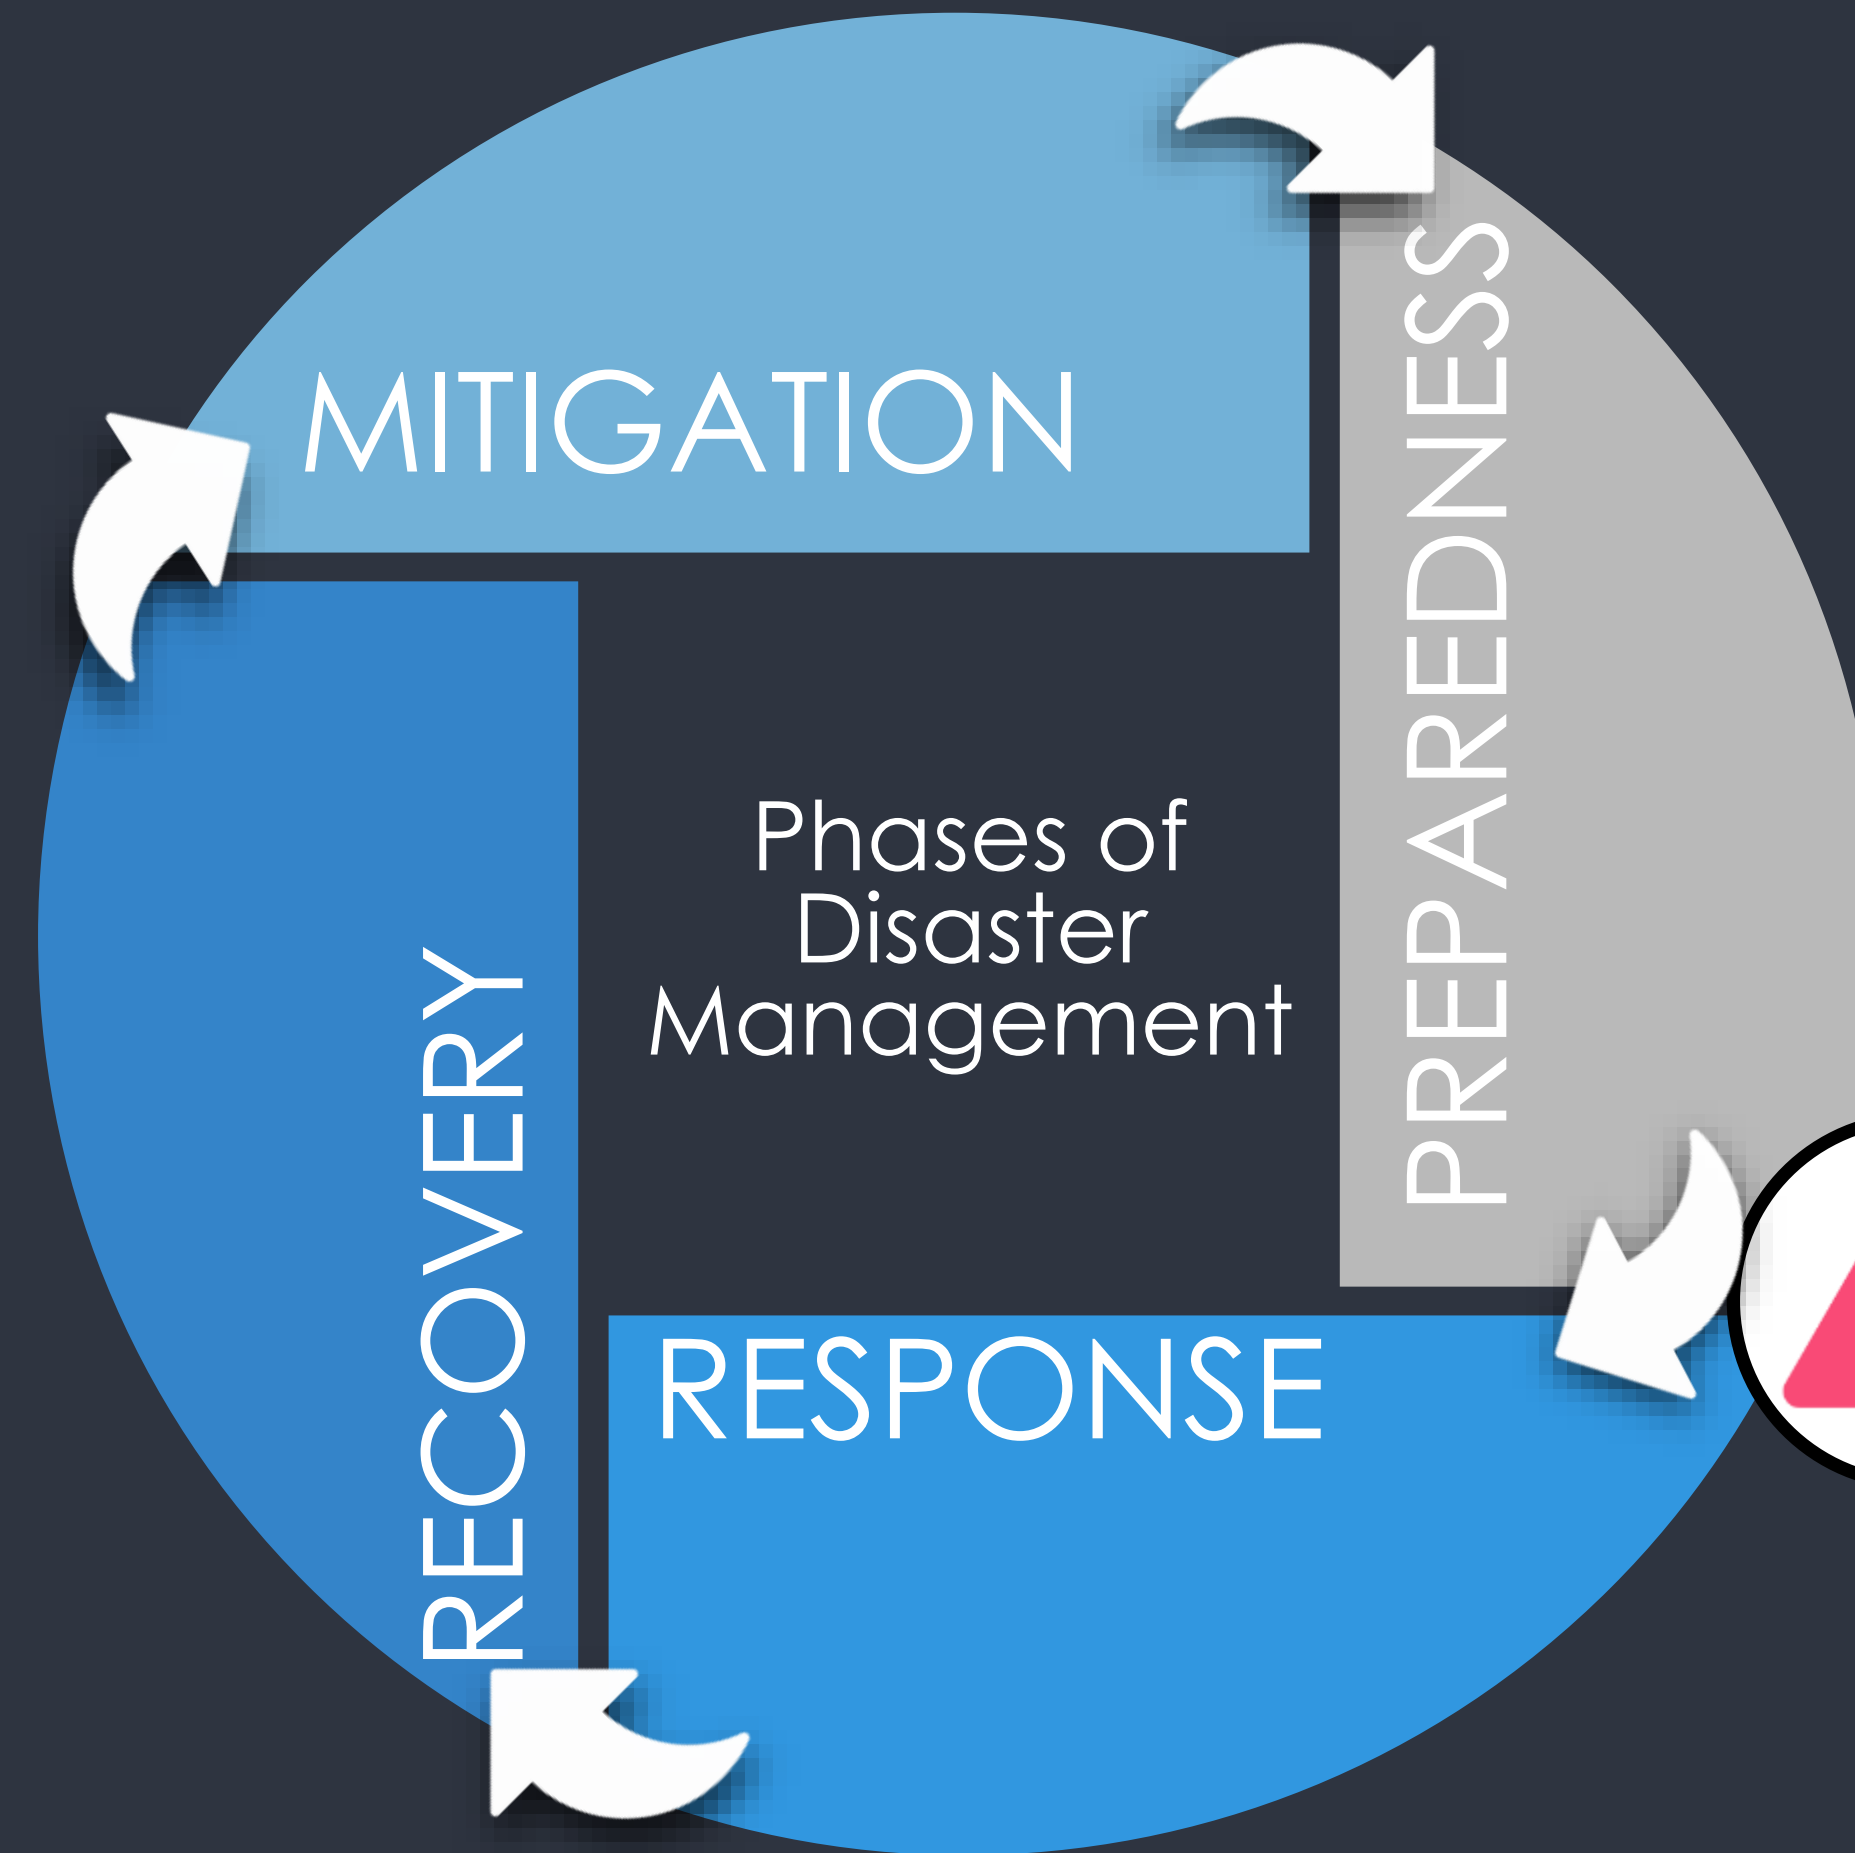 MITIGATION
PREPAREDNESS
Phases of
Disaster
Management
RECOVERY
RESPONSE